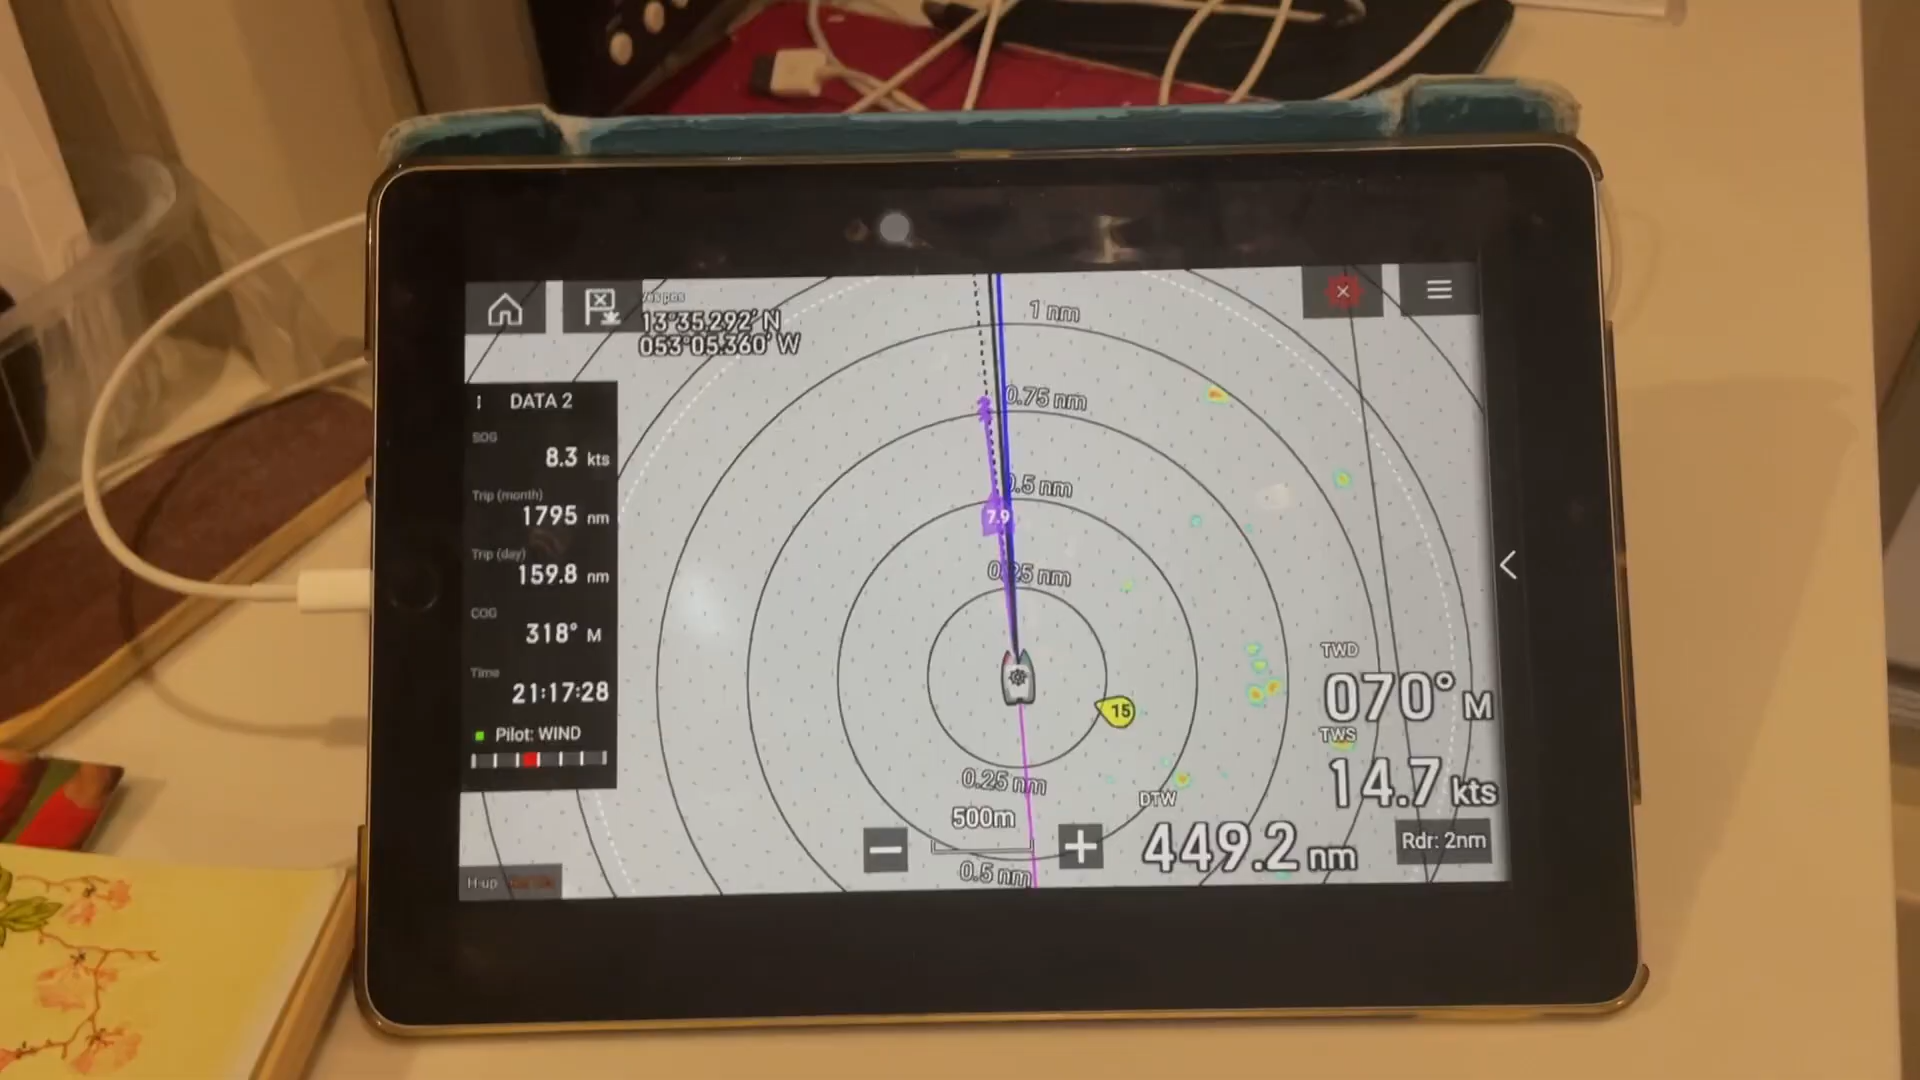 Ves pos
13°35.292' N
053°05.360' W
DATA 2
SOG
8.3 kts
Trip (month)
1795 nm
Trip (day)
159.8 nm
COG
318° M
Time
21:17:28
Pilot: WIND
H-up
1 nm
0.75 nm
0.5 nm
7.9
0.25 nm
15
0.25 nm
500m
0.5 nm
TWD
070° M
TWS
14.7 kts
DTW
449.2 nm
Rdr: 2nm